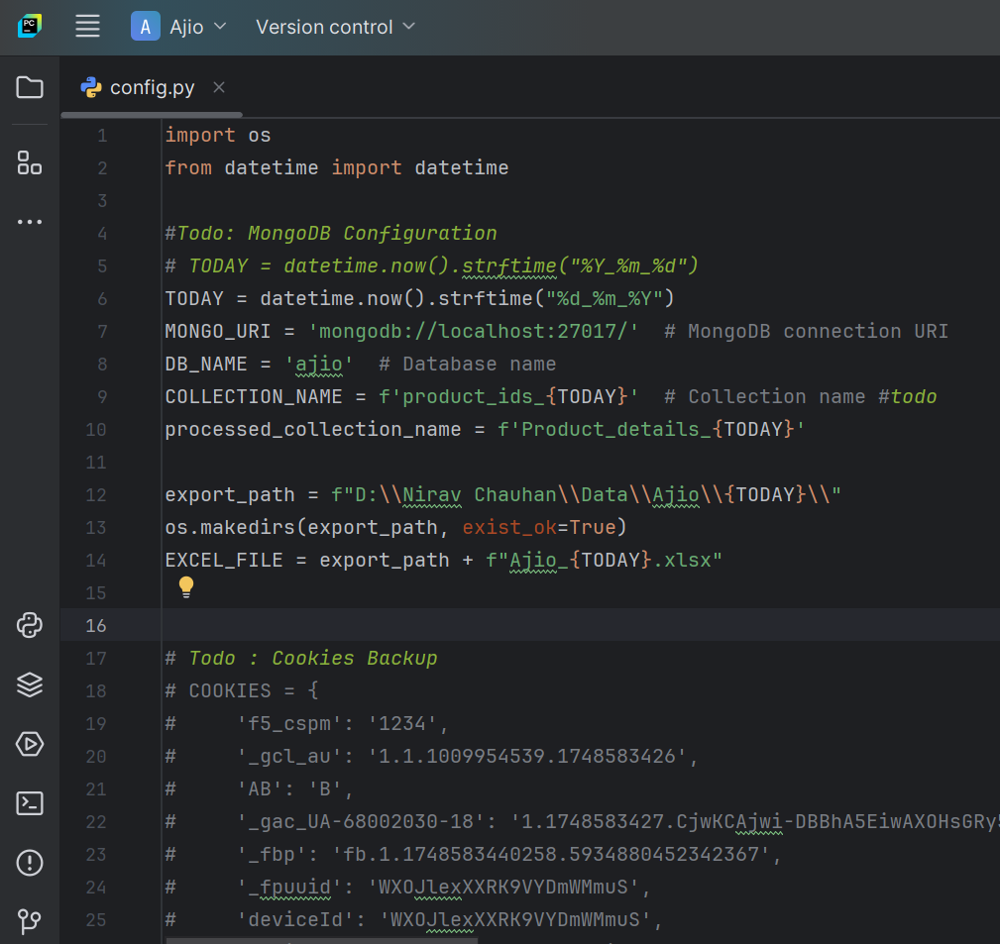 PC
A Ajio Version control
config.py
1 import os
2 from datetime import datetime
3
4 #Todo: MongoDB Configuration
5 # TODAY = datetime.now().strftime("%Y_%m_%d")
6 TODAY = datetime.now().strftime("%d_%m_%Y")
7 MONGO_URI = 'mongodb://localhost:27017/'  # MongoDB connection URI
8 DB_NAME = 'ajio'  # Database name
9 COLLECTION_NAME = f'product_ids_{TODAY}'  # Collection name #todo
10 processed_collection_name = f'Product_details_{TODAY}'
11
12 export_path = f"D:\\Nirav Chauhan\\Data\\Ajio\\{TODAY}\\"
13 os.makedirs(export_path, exist_ok=True)
14 EXCEL_FILE = export_path + f"Ajio_{TODAY}.xlsx"
15
16
17 # Todo : Cookies Backup
18 # COOKIES = {
19 #     'f5_cspm': '1234',
20 #     '_gcl_au': '1.1.1009954539.1748583426',
21 #     'AB': 'B',
22 #     '_gac_UA-68002030-18': '1.1748583427.CjwKCAjwi-DBBhA5EiwAXOHsGRy
23 #     '_fbp': 'fb.1.1748583440258.5934880452342367',
24 #     '_fpuuid': 'WXOJlexXXRK9VYDmWMmuS',
25 #     'deviceId': 'WXOJlexXXRK9VYDmWMmuS',